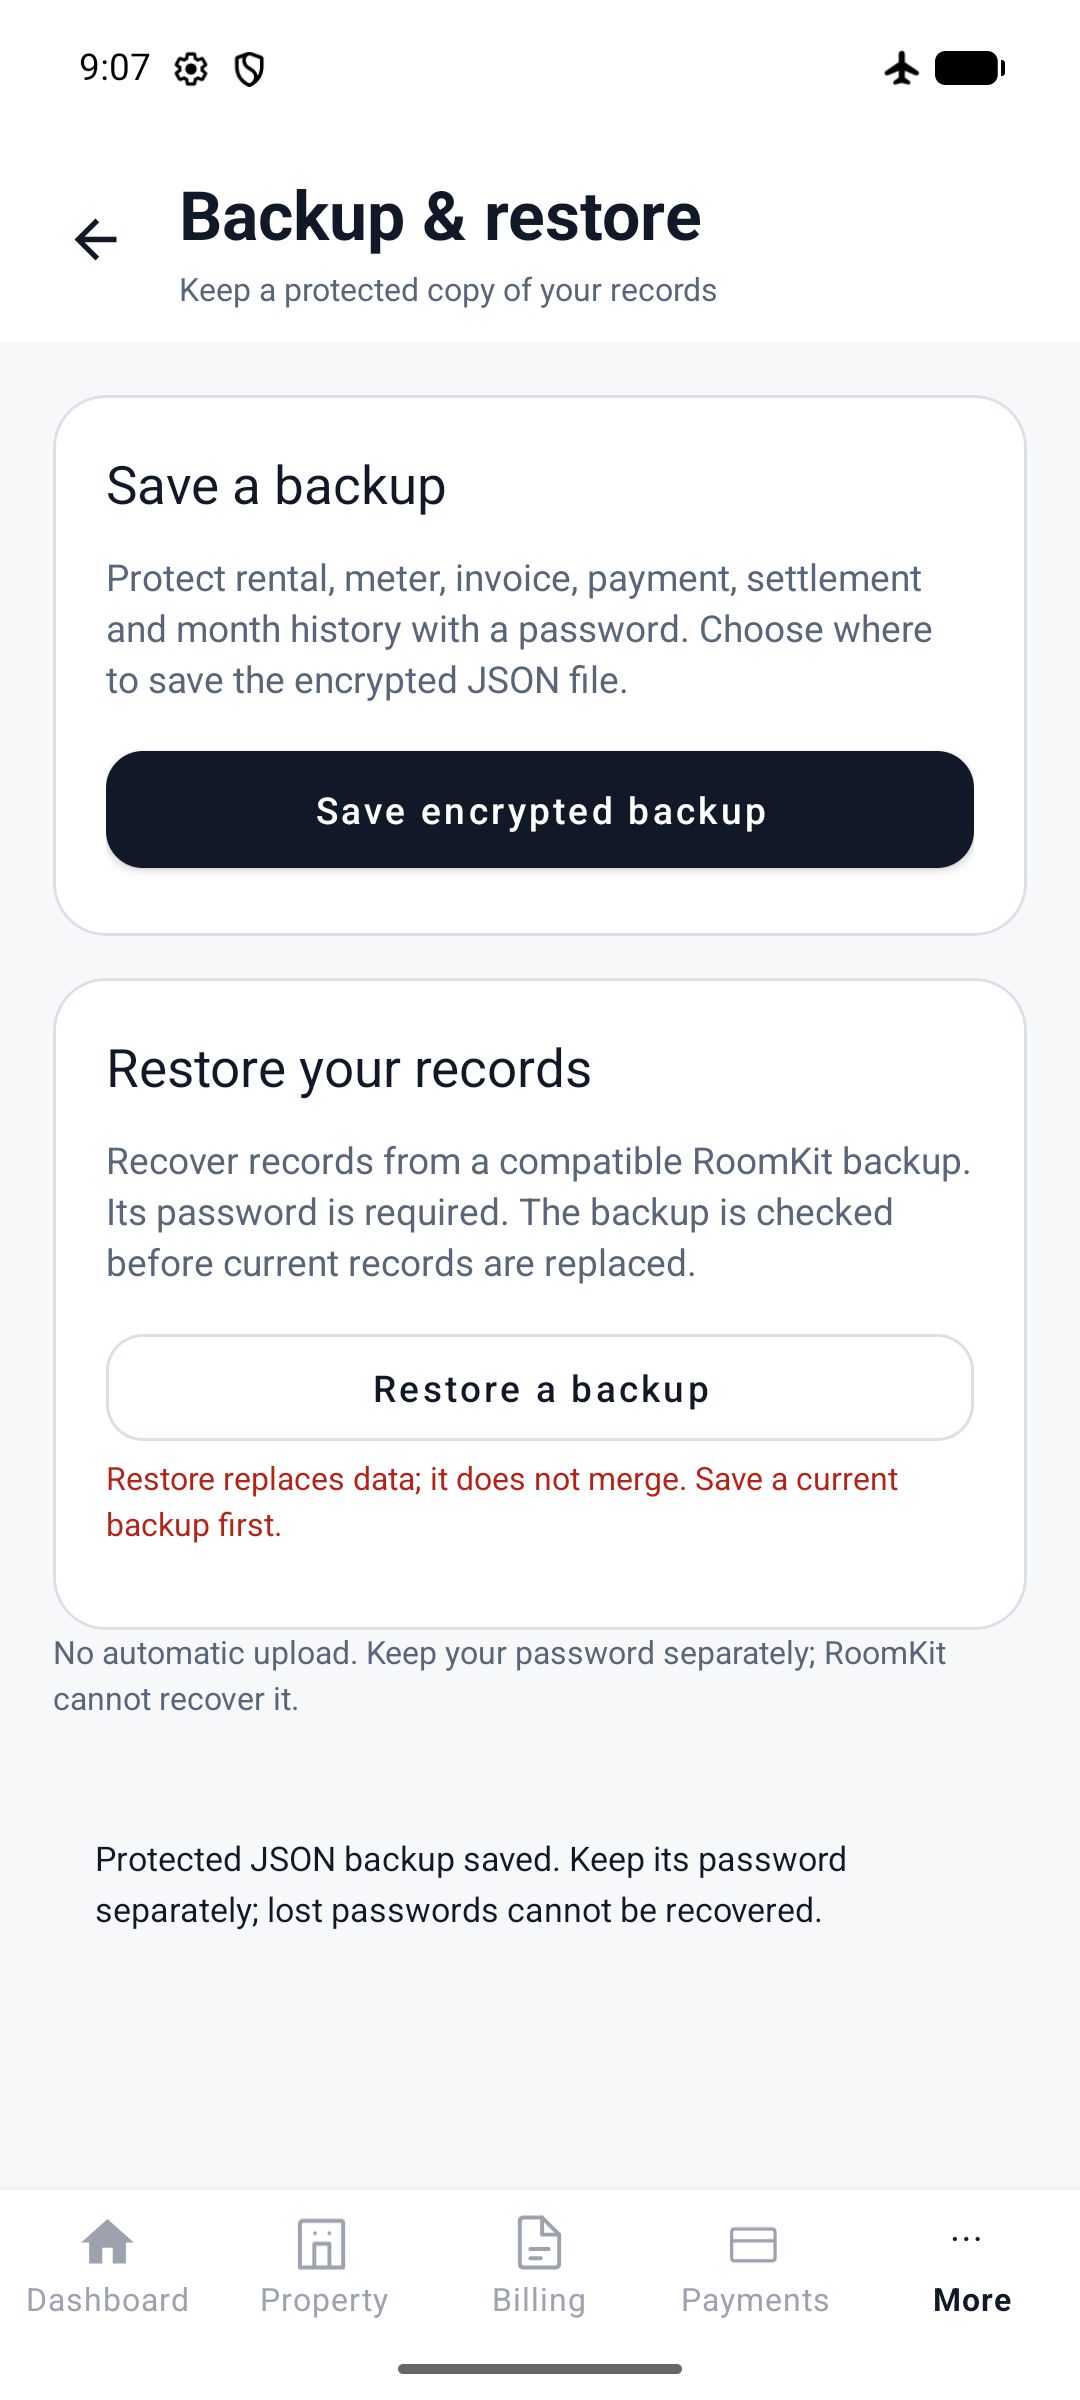 9:07
Backup & restore
Keep a protected copy of your records
Save a backup
Protect rental, meter, invoice, payment, settlement
and month history with a password. Choose where
to save the encrypted JSON file.
Save encrypted backup
Restore your records
Recover records from a compatible RoomKit backup.
Its password is required. The backup is checked
before current records are replaced.
Restore a backup
Restore replaces data; it does not merge. Save a current
backup first.
No automatic upload. Keep your password separately; RoomKit
cannot recover it.
Protected JSON backup saved. Keep its password
separately; lost passwords cannot be recovered.
Dashboard Property Billing Payments More